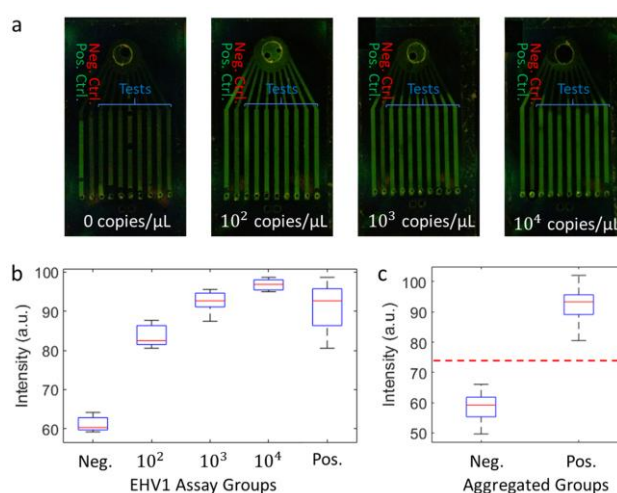 a
Pos. Ctrl.
Neg. Ctrl.
Tests
0 copies/μL
Pos. Ctrl.
Neg. Ctrl.
Tests
10² copies/μL
Pos. Ctrl.
Neg. Ctrl.
Tests
10³ copies/μL
Pos. Ctrl.
Neg. Ctrl.
Tests
10⁴ copies/μL
b
Intensity (a.u.)
100
90
80
70
60
Neg.
10²
10³
10⁴
Pos.
EHV1 Assay Groups
c
Intensity (a.u.)
100
90
80
70
60
50
Neg.
Pos.
Aggregated Groups